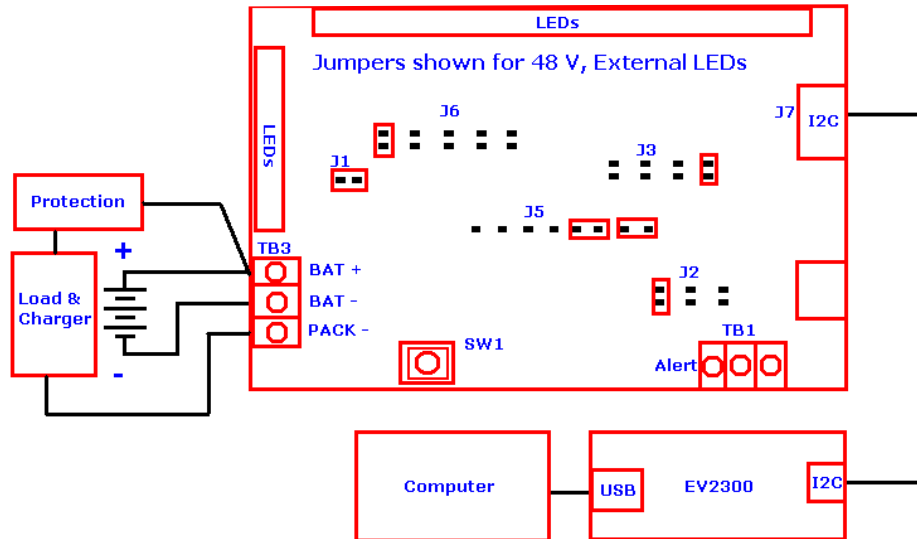 LEDs
Jumpers shown for 48 V, External LEDs
LEDs
J6
J7
I2C
J1
J3
Protection
J5
TB3
+
BAT +
Load &
Charger
BAT -
J2
PACK -
-
SW1
TB1
Alert
Computer
USB
EV2300
I2C